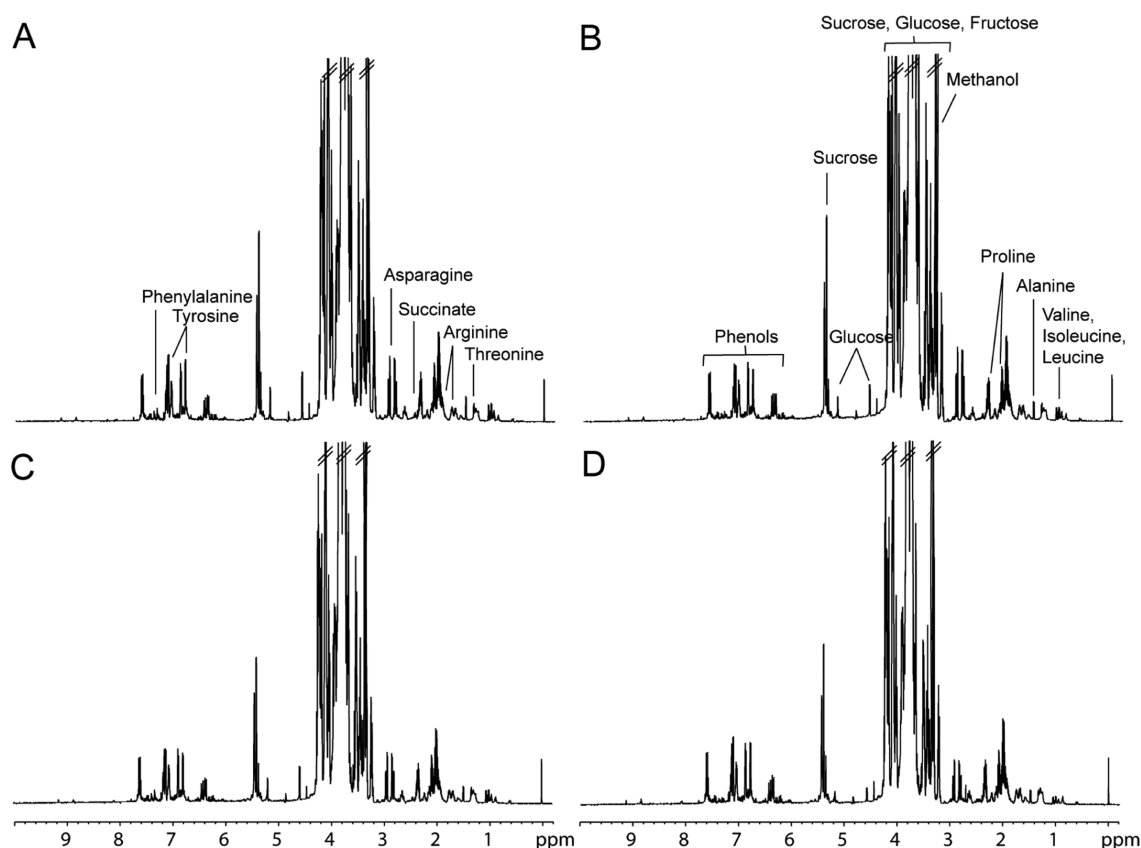 A
Phenylalanine
Tyrosine
Asparagine
Succinate
Arginine
Threonine
B
Sucrose, Glucose, Fructose
Methanol
Sucrose
Phenols
Glucose
Proline
Alanine
Valine,
Isoleucine,
Leucine
C
9 8 7 6 5 4 3 2 1 ppm
D
9 8 7 6 5 4 3 2 1 ppm